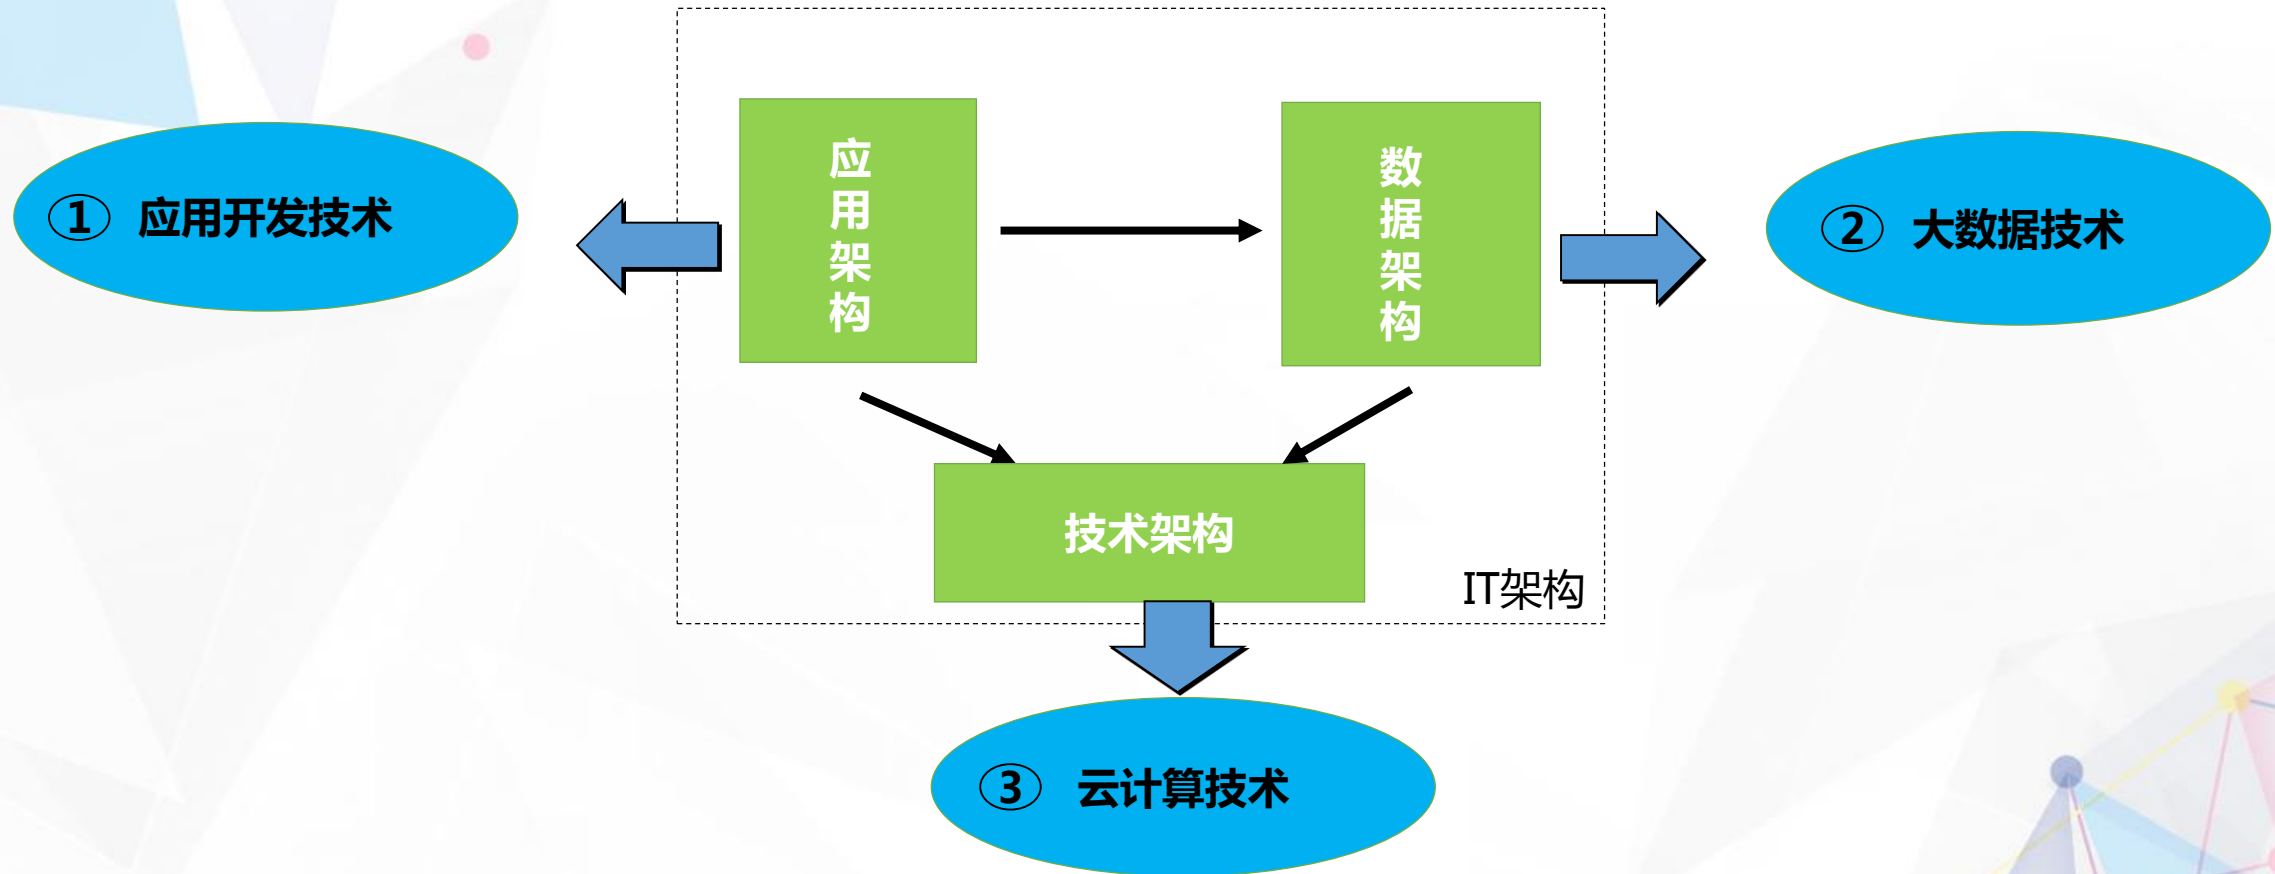 ① 应用开发技术
应用架构
数据架构
② 大数据技术
技术架构
IT架构
③ 云计算技术